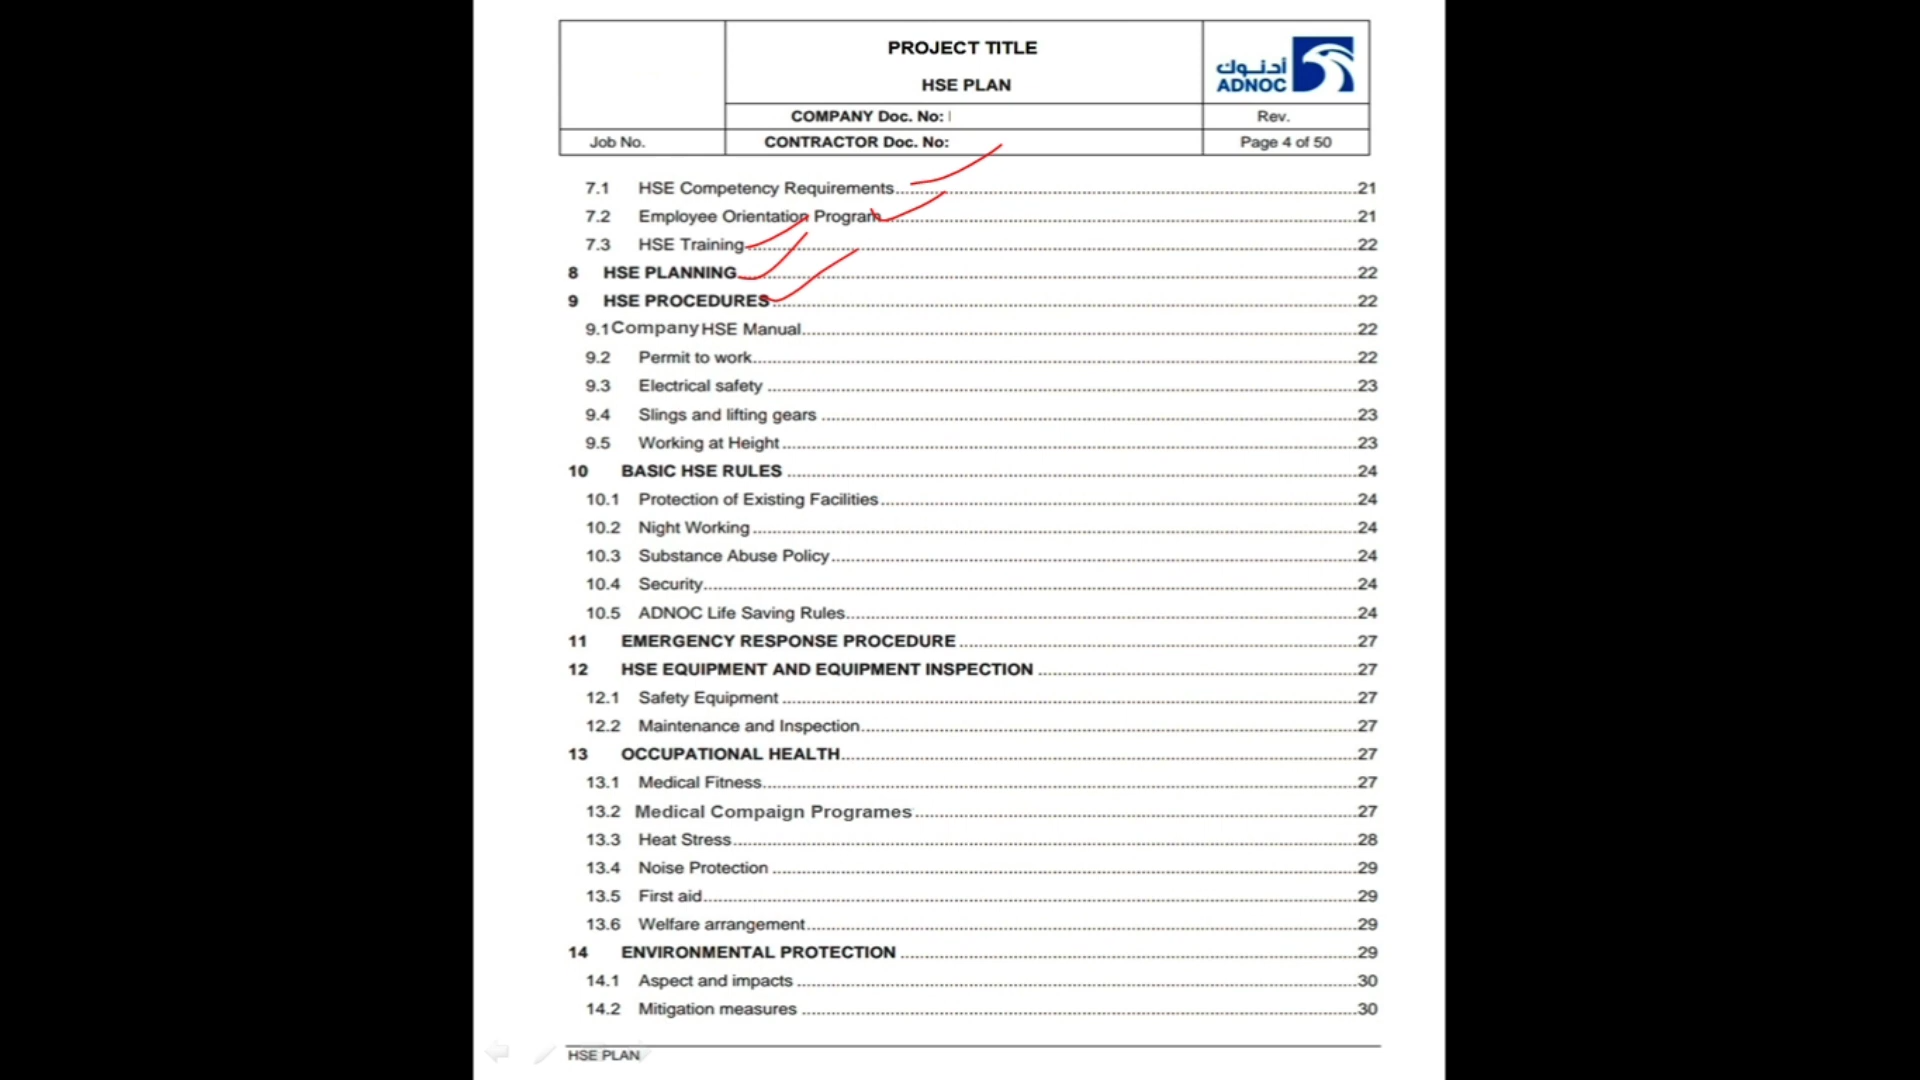 PROJECT TITLE
HSE PLAN
أدنــوك
ADNOC
COMPANY Doc. No:
Rev.
Job No.
CONTRACTOR Doc. No:
Page 4 of 50
7.1 HSE Competency Requirements 21
7.2 Employee Orientation Program 21
7.3 HSE Training 22
8 HSE PLANNING 22
9 HSE PROCEDURES 22
9.1 Company HSE Manual 22
9.2 Permit to work 22
9.3 Electrical safety 23
9.4 Slings and lifting gears 23
9.5 Working at Height 23
10 BASIC HSE RULES 24
10.1 Protection of Existing Facilities 24
10.2 Night Working 24
10.3 Substance Abuse Policy 24
10.4 Security 24
10.5 ADNOC Life Saving Rules 24
11 EMERGENCY RESPONSE PROCEDURE 27
12 HSE EQUIPMENT AND EQUIPMENT INSPECTION 27
12.1 Safety Equipment 27
12.2 Maintenance and Inspection 27
13 OCCUPATIONAL HEALTH 27
13.1 Medical Fitness 27
13.2 Medical Compaign Programes 27
13.3 Heat Stress 28
13.4 Noise Protection 29
13.5 First aid 29
13.6 Welfare arrangement 29
14 ENVIRONMENTAL PROTECTION 29
14.1 Aspect and impacts 30
14.2 Mitigation measures 30
HSE PLAN